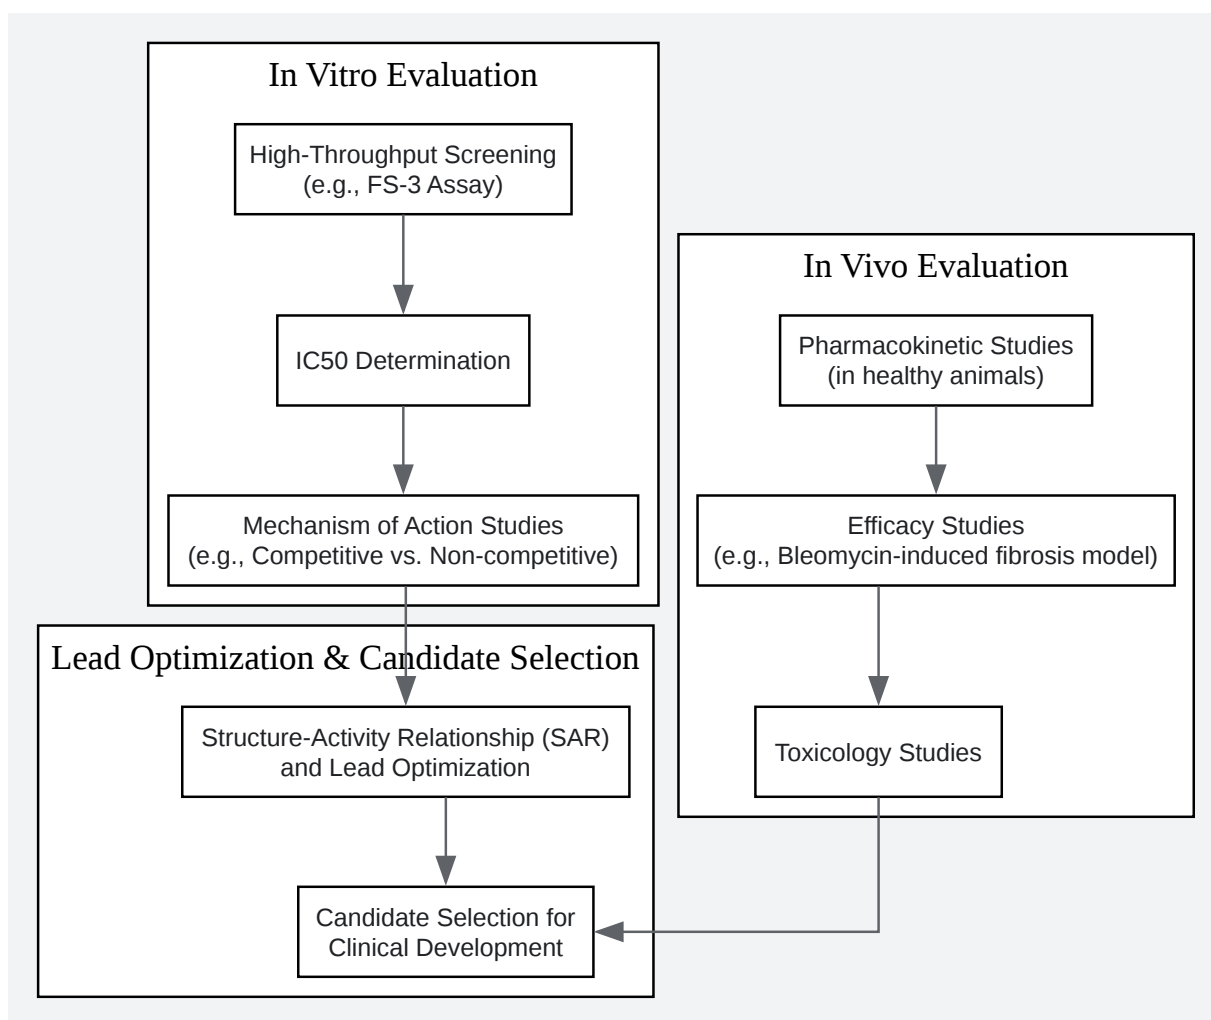 In Vitro Evaluation
High-Throughput Screening
(e.g., FS-3 Assay)
IC50 Determination
Mechanism of Action Studies
(e.g., Competitive vs. Non-competitive)
Lead Optimization & Candidate Selection
Structure-Activity Relationship (SAR)
and Lead Optimization
Candidate Selection for
Clinical Development
In Vivo Evaluation
Pharmacokinetic Studies
(in healthy animals)
Efficacy Studies
(e.g., Bleomycin-induced fibrosis model)
Toxicology Studies